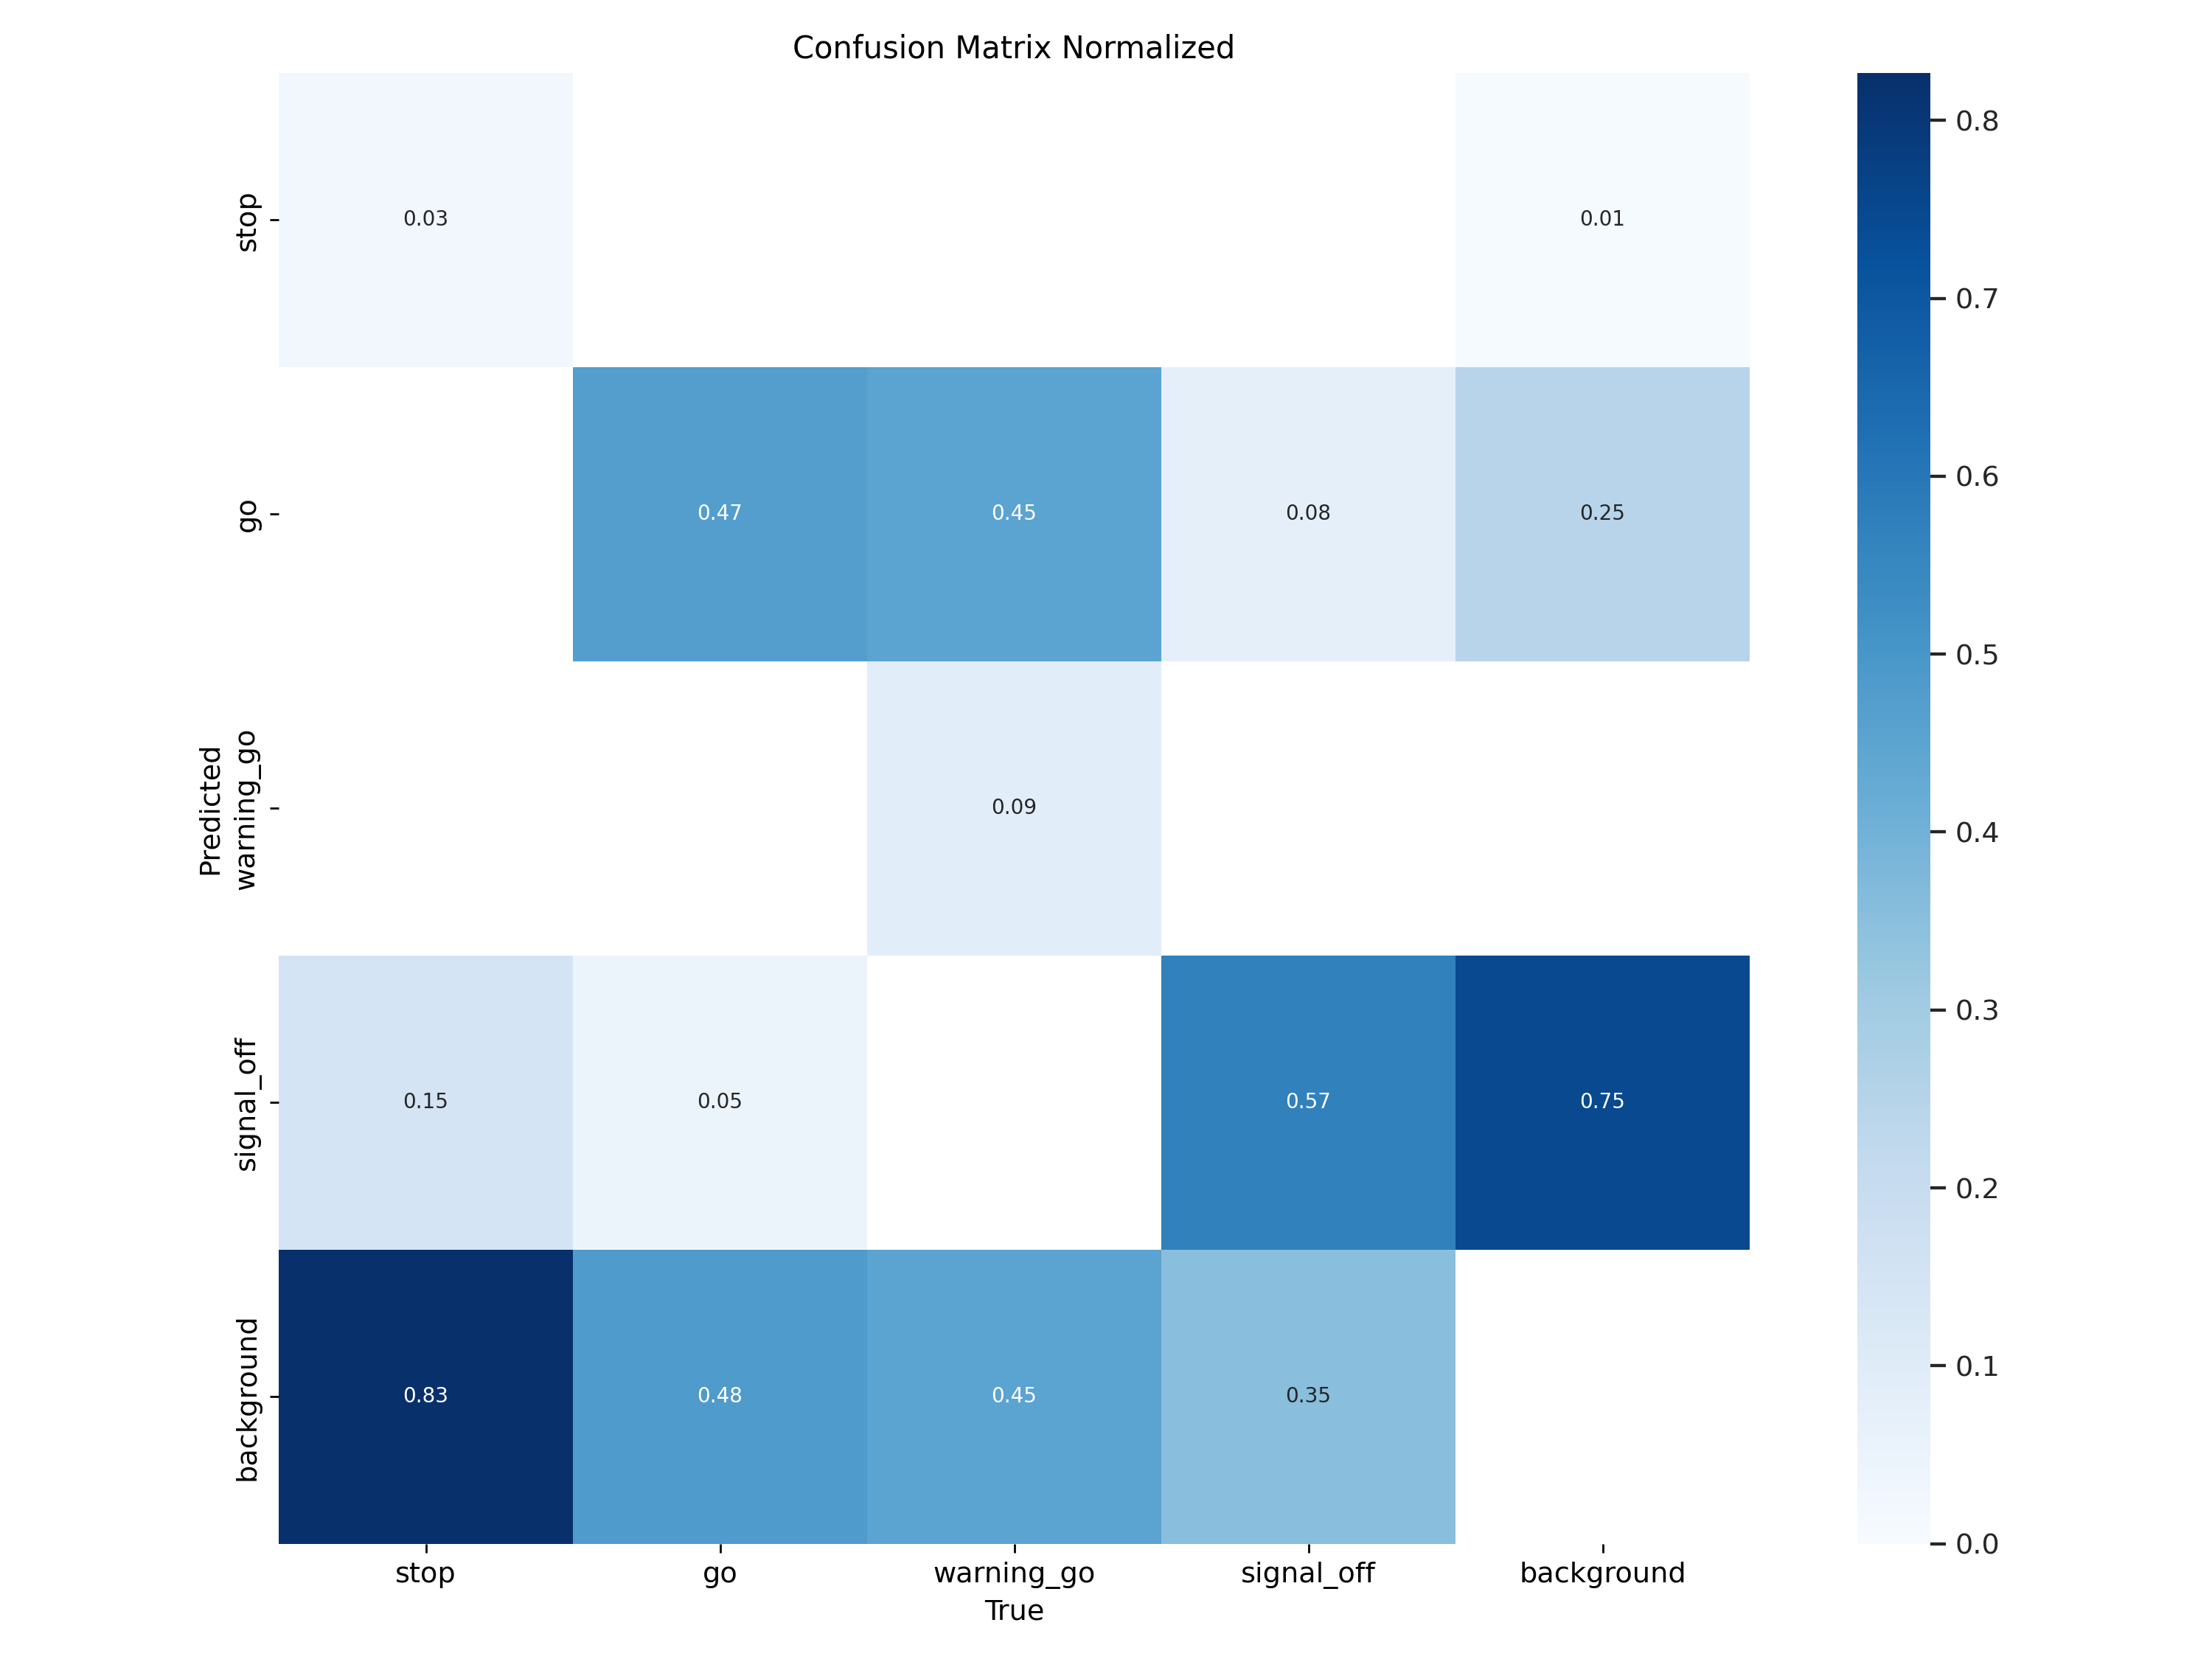 Confusion Matrix Normalized
stop
0.03
0.01
go
0.47
0.45
0.08
0.25
Predicted
warning_go
0.09
signal_off
0.15
0.05
0.57
0.75
background
0.83
0.48
0.45
0.35
stop
go
warning_go
signal_off
background
True
0.8
0.7
0.6
0.5
0.4
0.3
0.2
0.1
0.0